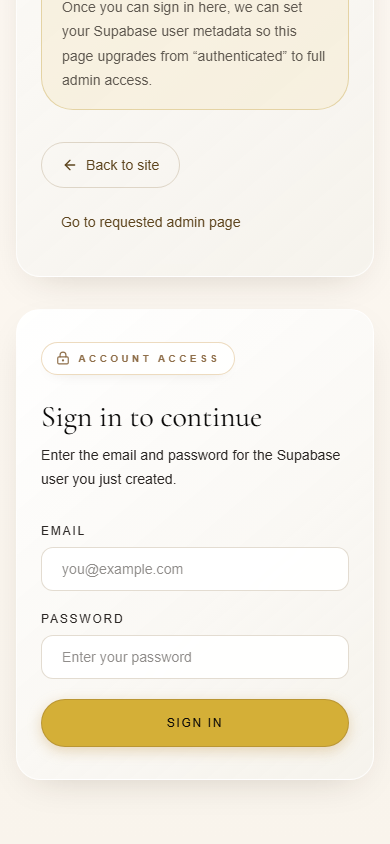 Once you can sign in here, we can set
your Supabase user metadata so this
page upgrades from “authenticated” to full
admin access.
Back to site
Go to requested admin page
ACCOUNT ACCESS
Sign in to continue
Enter the email and password for the Supabase
user you just created.
EMAIL
you@example.com
PASSWORD
Enter your password
SIGN IN